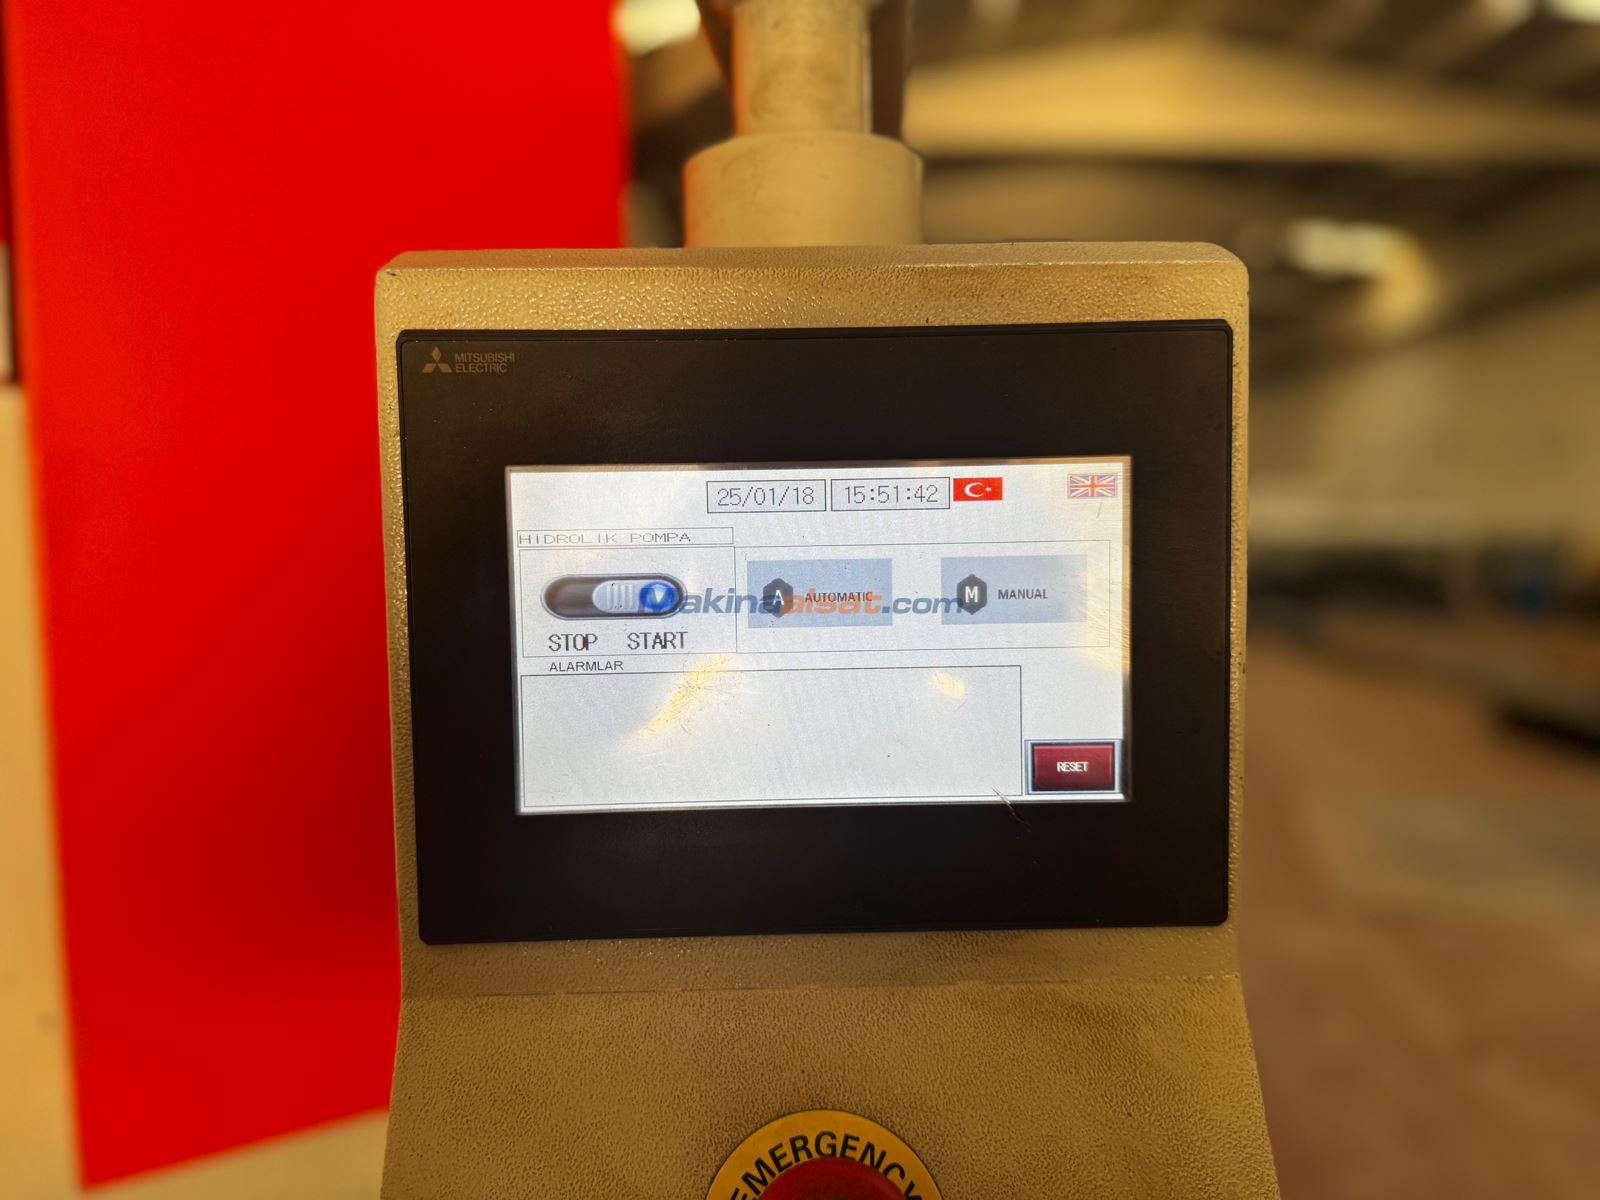 MITSUBISHI
ELECTRIC
25/01/18 15:51:42
HIDROLIK POMPA
A AUTOMATIC
M MANUAL
Makinaalsat.com
STOP START
ALARMLAR
RESET
EMERGENCY